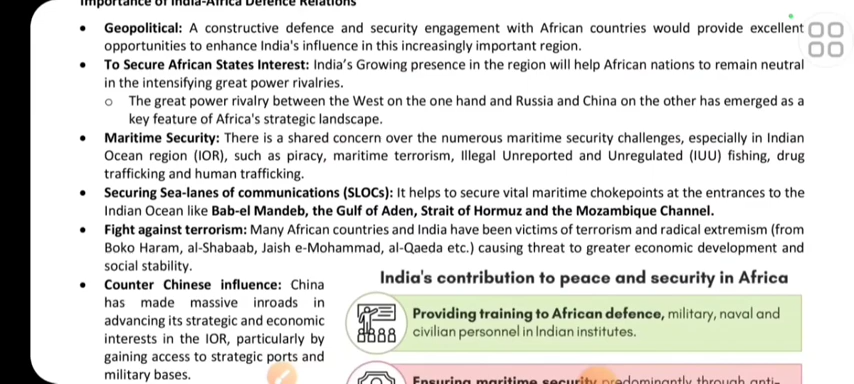 Importance of India-Africa Defence Relations
• Geopolitical: A constructive defence and security engagement with African countries would provide excellent
opportunities to enhance India's influence in this increasingly important region.
• To Secure African States Interest: India's Growing presence in the region will help African nations to remain neutral
in the intensifying great power rivalries.
o The great power rivalry between the West on the one hand and Russia and China on the other has emerged as a
key feature of Africa's strategic landscape.
• Maritime Security: There is a shared concern over the numerous maritime security challenges, especially in Indian
Ocean region (IOR), such as piracy, maritime terrorism, Illegal Unreported and Unregulated (IUU) fishing, drug
trafficking and human trafficking.
• Securing Sea-lanes of communications (SLOCs): It helps to secure vital maritime chokepoints at the entrances to the
Indian Ocean like Bab-el Mandeb, the Gulf of Aden, Strait of Hormuz and the Mozambique Channel.
• Fight against terrorism: Many African countries and India have been victims of terrorism and radical extremism (from
Boko Haram, al-Shabaab, Jaish e-Mohammad, al-Qaeda etc.) causing threat to greater economic development and
social stability.
• Counter Chinese influence: China
has made massive inroads in
advancing its strategic and economic
interests in the IOR, particularly by
gaining access to strategic ports and
military bases.
India's contribution to peace and security in Africa
Providing training to African defence, military, naval and
civilian personnel in Indian institutes.
Ensuring maritime security predominantly through anti-